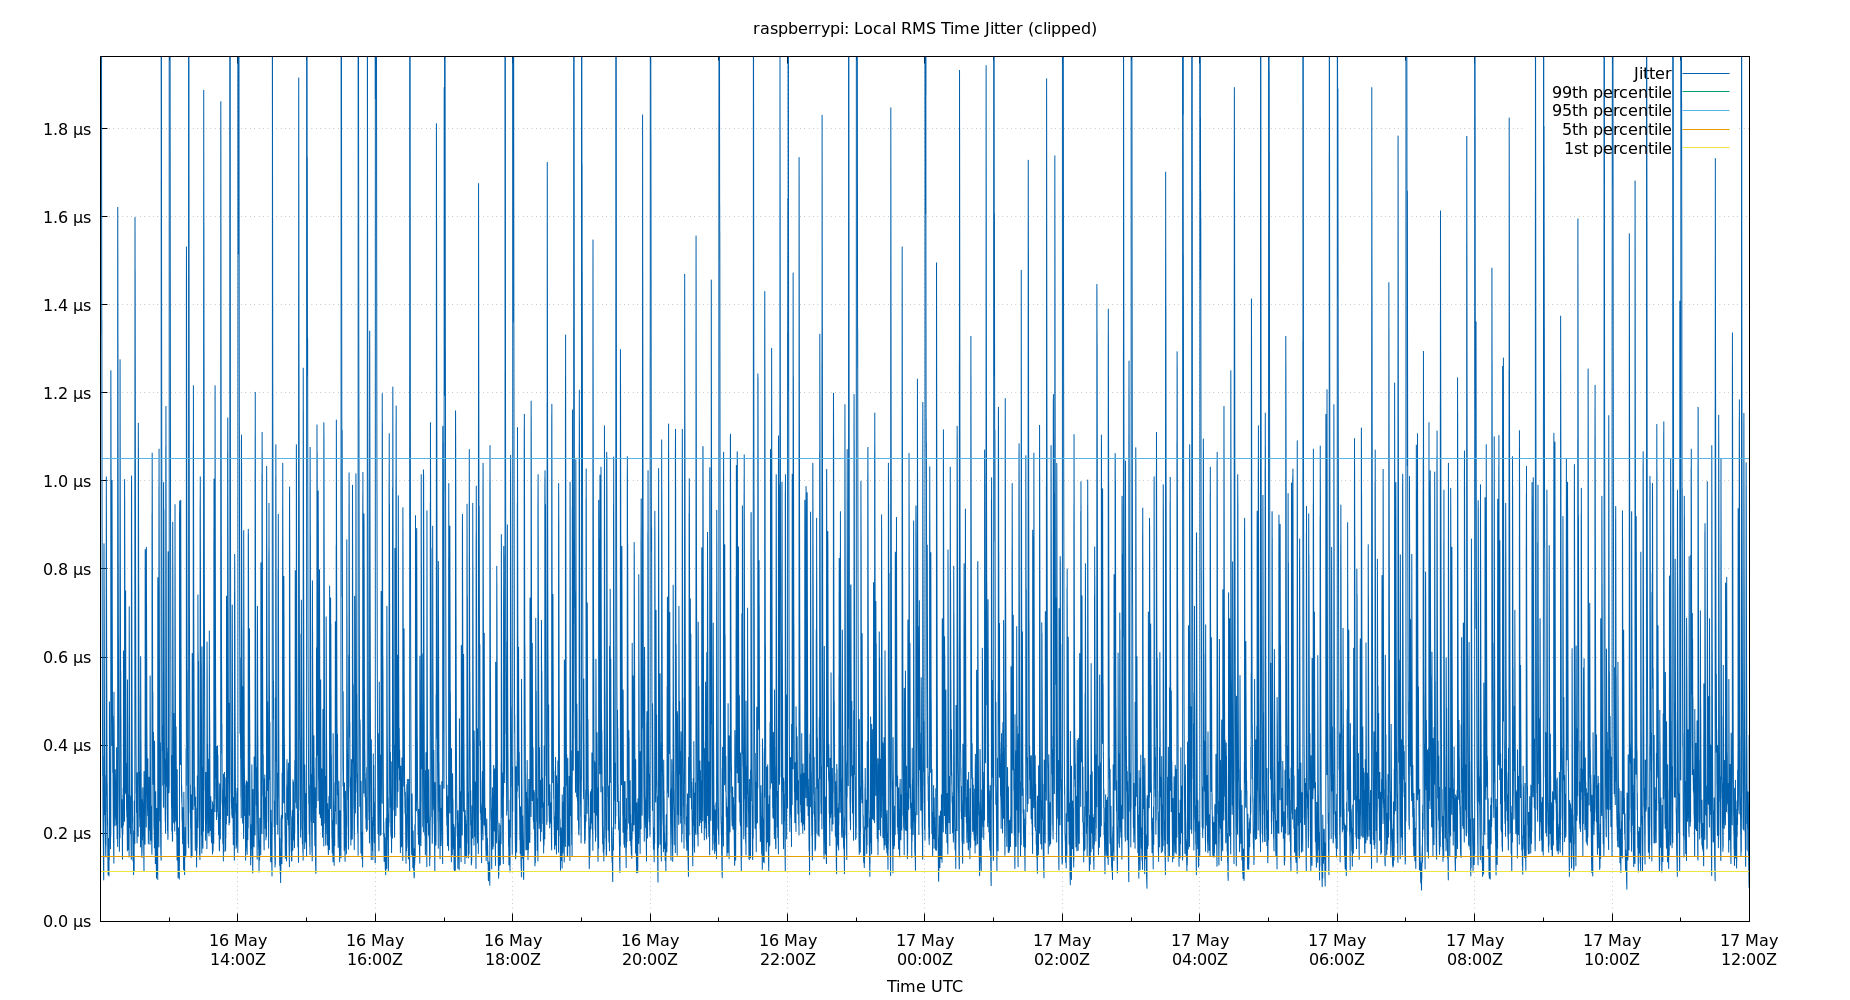 raspberrypi: Local RMS Time Jitter (clipped)
Jitter
99th percentile
95th percentile
5th percentile
1st percentile
1.8 µs
1.6 µs
1.4 µs
1.2 µs
1.0 µs
0.8 µs
0.6 µs
0.4 µs
0.2 µs
0.0 µs
16 May 16 May 16 May 16 May 16 May 17 May 17 May 17 May 17 May 17 May 17 May 17 May
14:00Z 16:00Z 18:00Z 20:00Z 22:00Z 00:00Z 02:00Z 04:00Z 06:00Z 08:00Z 10:00Z 12:00Z
Time UTC